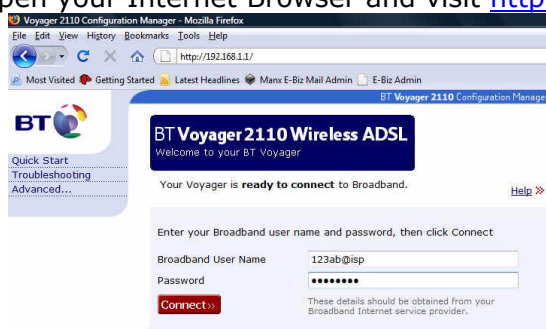 pen your Internet Browser and visit http
Voyager 2110 Configuration Manager - Mozilla Firefox
File Edit View History Bookmarks Tools Help
http://192.168.1.1/
Most Visited Getting Started Latest Headlines Manx E-Biz Mail Admin E-Biz Admin
BT Voyager 2110 Configuration Manage
BT
BT Voyager 2110 Wireless ADSL
Welcome to your BT Voyager
Quick Start
Troubleshooting
Advanced...
Your Voyager is ready to connect to Broadband.
Help »
Enter your Broadband user name and password, then click Connect
Broadband User Name 123ab@isp
Password ••••••••
Connect»
These details should be obtained from your
Broadband Internet service provider.